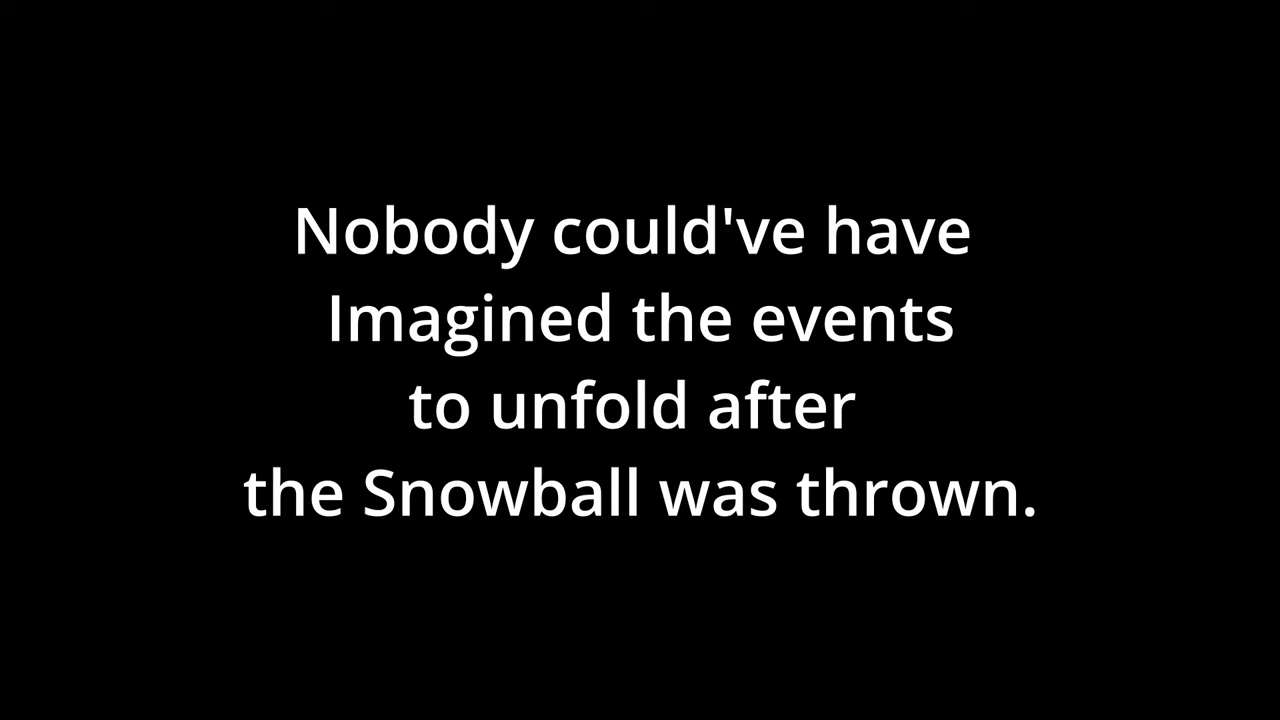 Nobody could've have
Imagined the events
to unfold after
the Snowball was thrown.